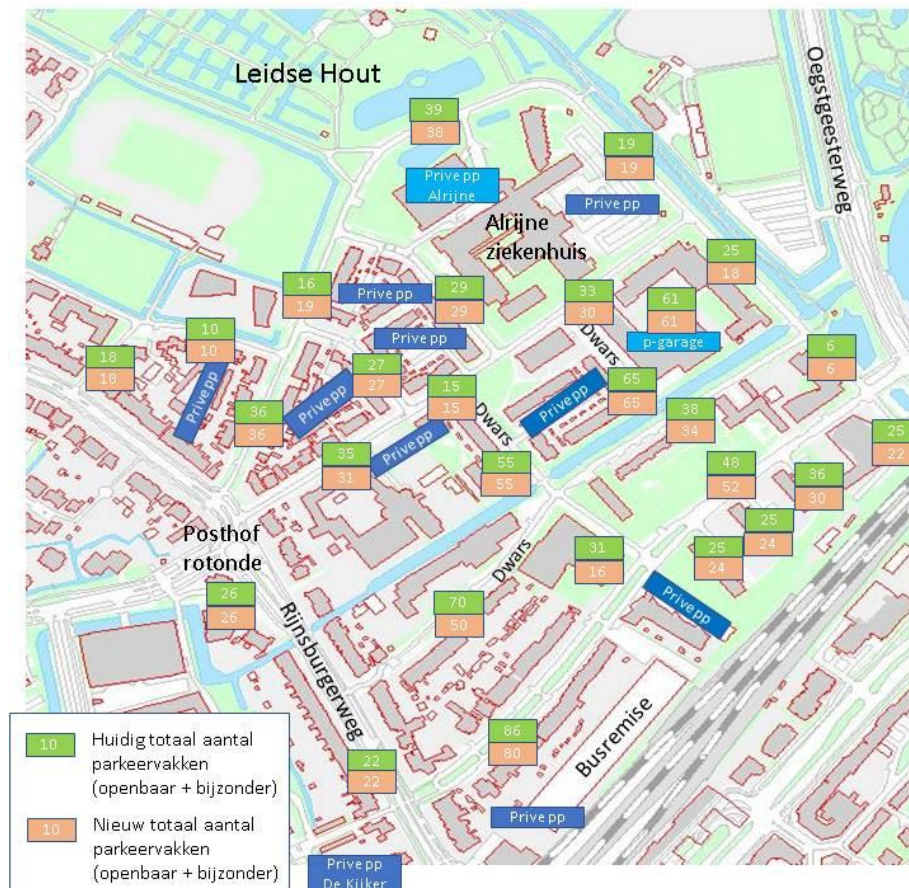 Leidse Hout
Oegstgeesterweg
39
38
19
19
Prive pp
Alrijne
Prive pp
Alrijne
ziekenhuis
25
18
16
19
Prive pp
29
29
33
30
61
61
p-garage
Dwars
10
10
Prive pp
6
6
18
18
Prive pp
27
27
Prive pp
15
15
Dwars
Prive pp
65
65
36
36
38
34
35
31
Prive pp
55
55
48
52
36
30
25
22
Posthof
rotonde
25
24
Dwars
31
16
25
24
26
26
Prive pp
70
50
Rijnsburgerweg
Busremise
86
80
22
22
Prive pp
10
Huidig totaal aantal
parkeervakken
(openbaar + bijzonder)
10
Nieuw totaal aantal
parkeervakken
(openbaar + bijzonder)
Prive pp
De Kijker